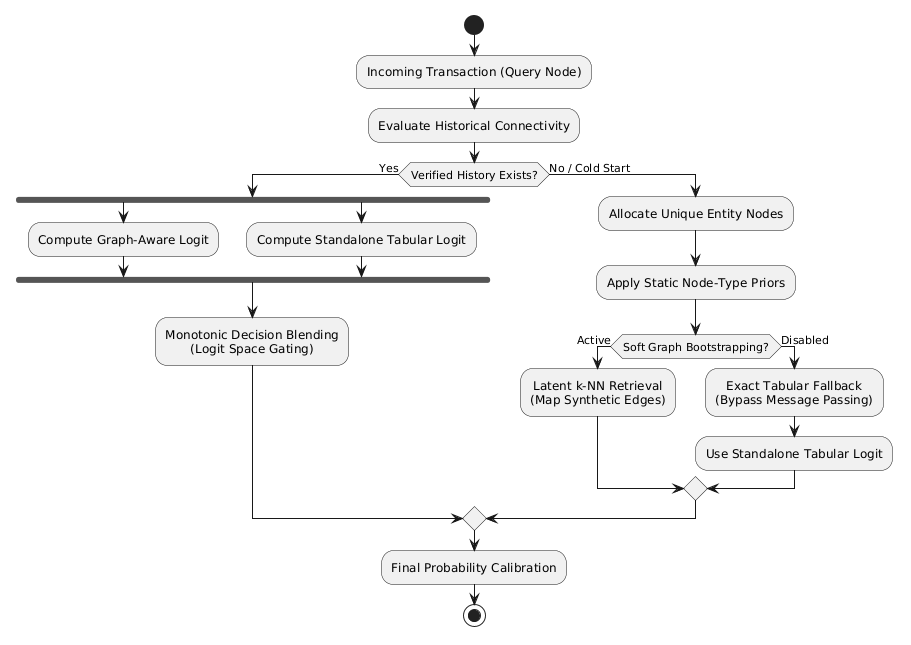 Incoming Transaction (Query Node)
Evaluate Historical Connectivity
Verified History Exists?
Yes
No / Cold Start
Compute Graph-Aware Logit
Compute Standalone Tabular Logit
Monotonic Decision Blending
(Logit Space Gating)
Allocate Unique Entity Nodes
Apply Static Node-Type Priors
Soft Graph Bootstrapping?
Active
Disabled
Latent k-NN Retrieval
(Map Synthetic Edges)
Exact Tabular Fallback
(Bypass Message Passing)
Use Standalone Tabular Logit
Final Probability Calibration